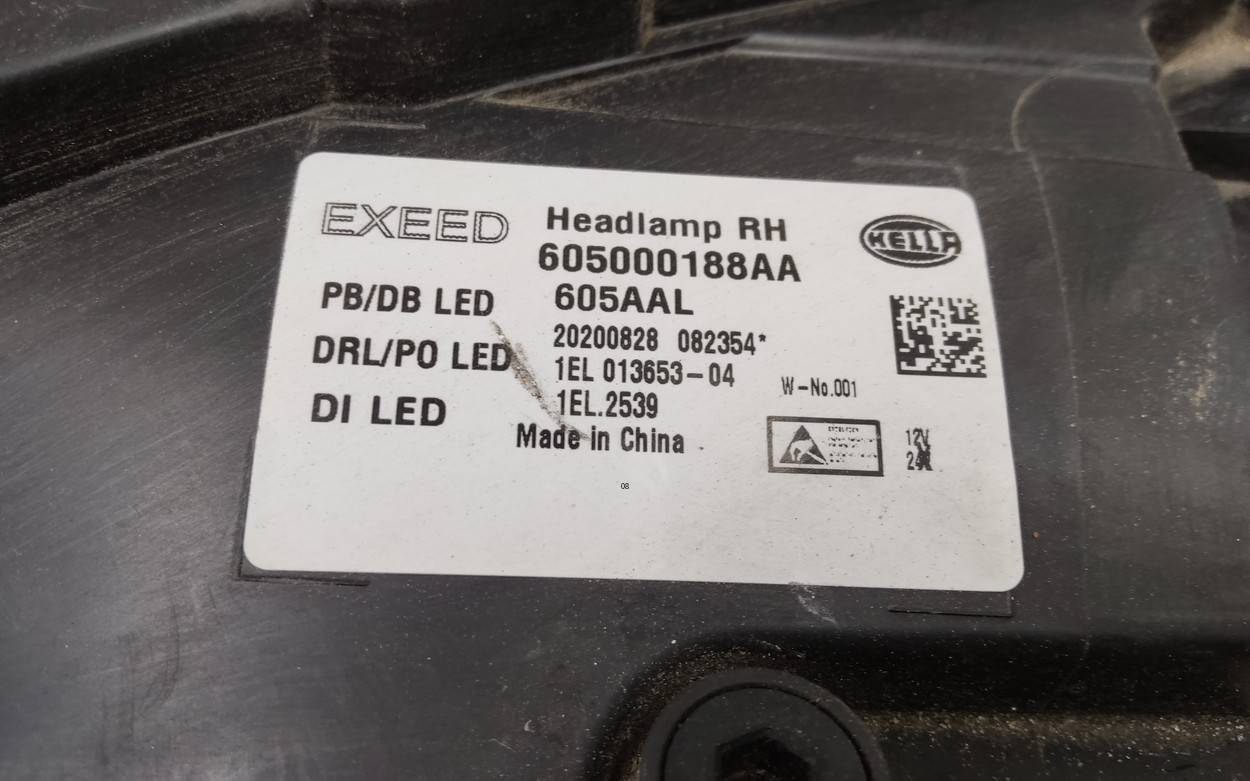 EXEED
Headlamp RH
HELLA
605000188AA
PB/DB LED
605AAL
DRL/PO LED
20200828 082354*
1EL 013653-04
W-No.001
DI LED
1EL.2539
Made in China
12V
08